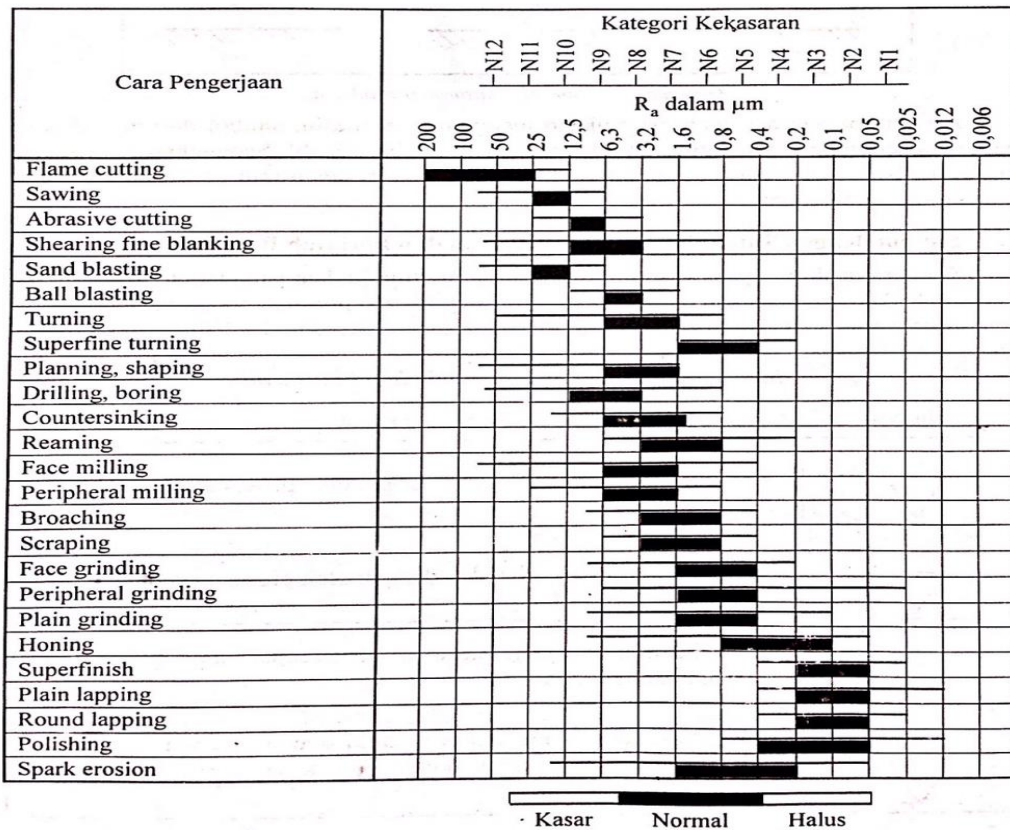 Kategori Kekasaran
Cara Pengerjaan
N12 N11 N10 N9 N8 N7 N6 N5 N4 N3 N2 N1
Ra dalam µm
200 100 50 25 12,5 6,3 3,2 1.6 0,8 0,4 0,2 0,1 0,05 0,025 0,012 0,006
Flame cutting
Sawing
Abrasive cutting
Shearing fine blanking
Sand blasting
Ball blasting
Turning
Superfine turning
Planning, shaping
Drilling, boring
Countersinking
Reaming
Face milling
Peripheral milling
Broaching
Scraping
Face grinding
Peripheral grinding
Plain grinding
Honing
Superfinish
Plain lapping
Round lapping
Polishing
Spark erosion
Kasar Normal Halus